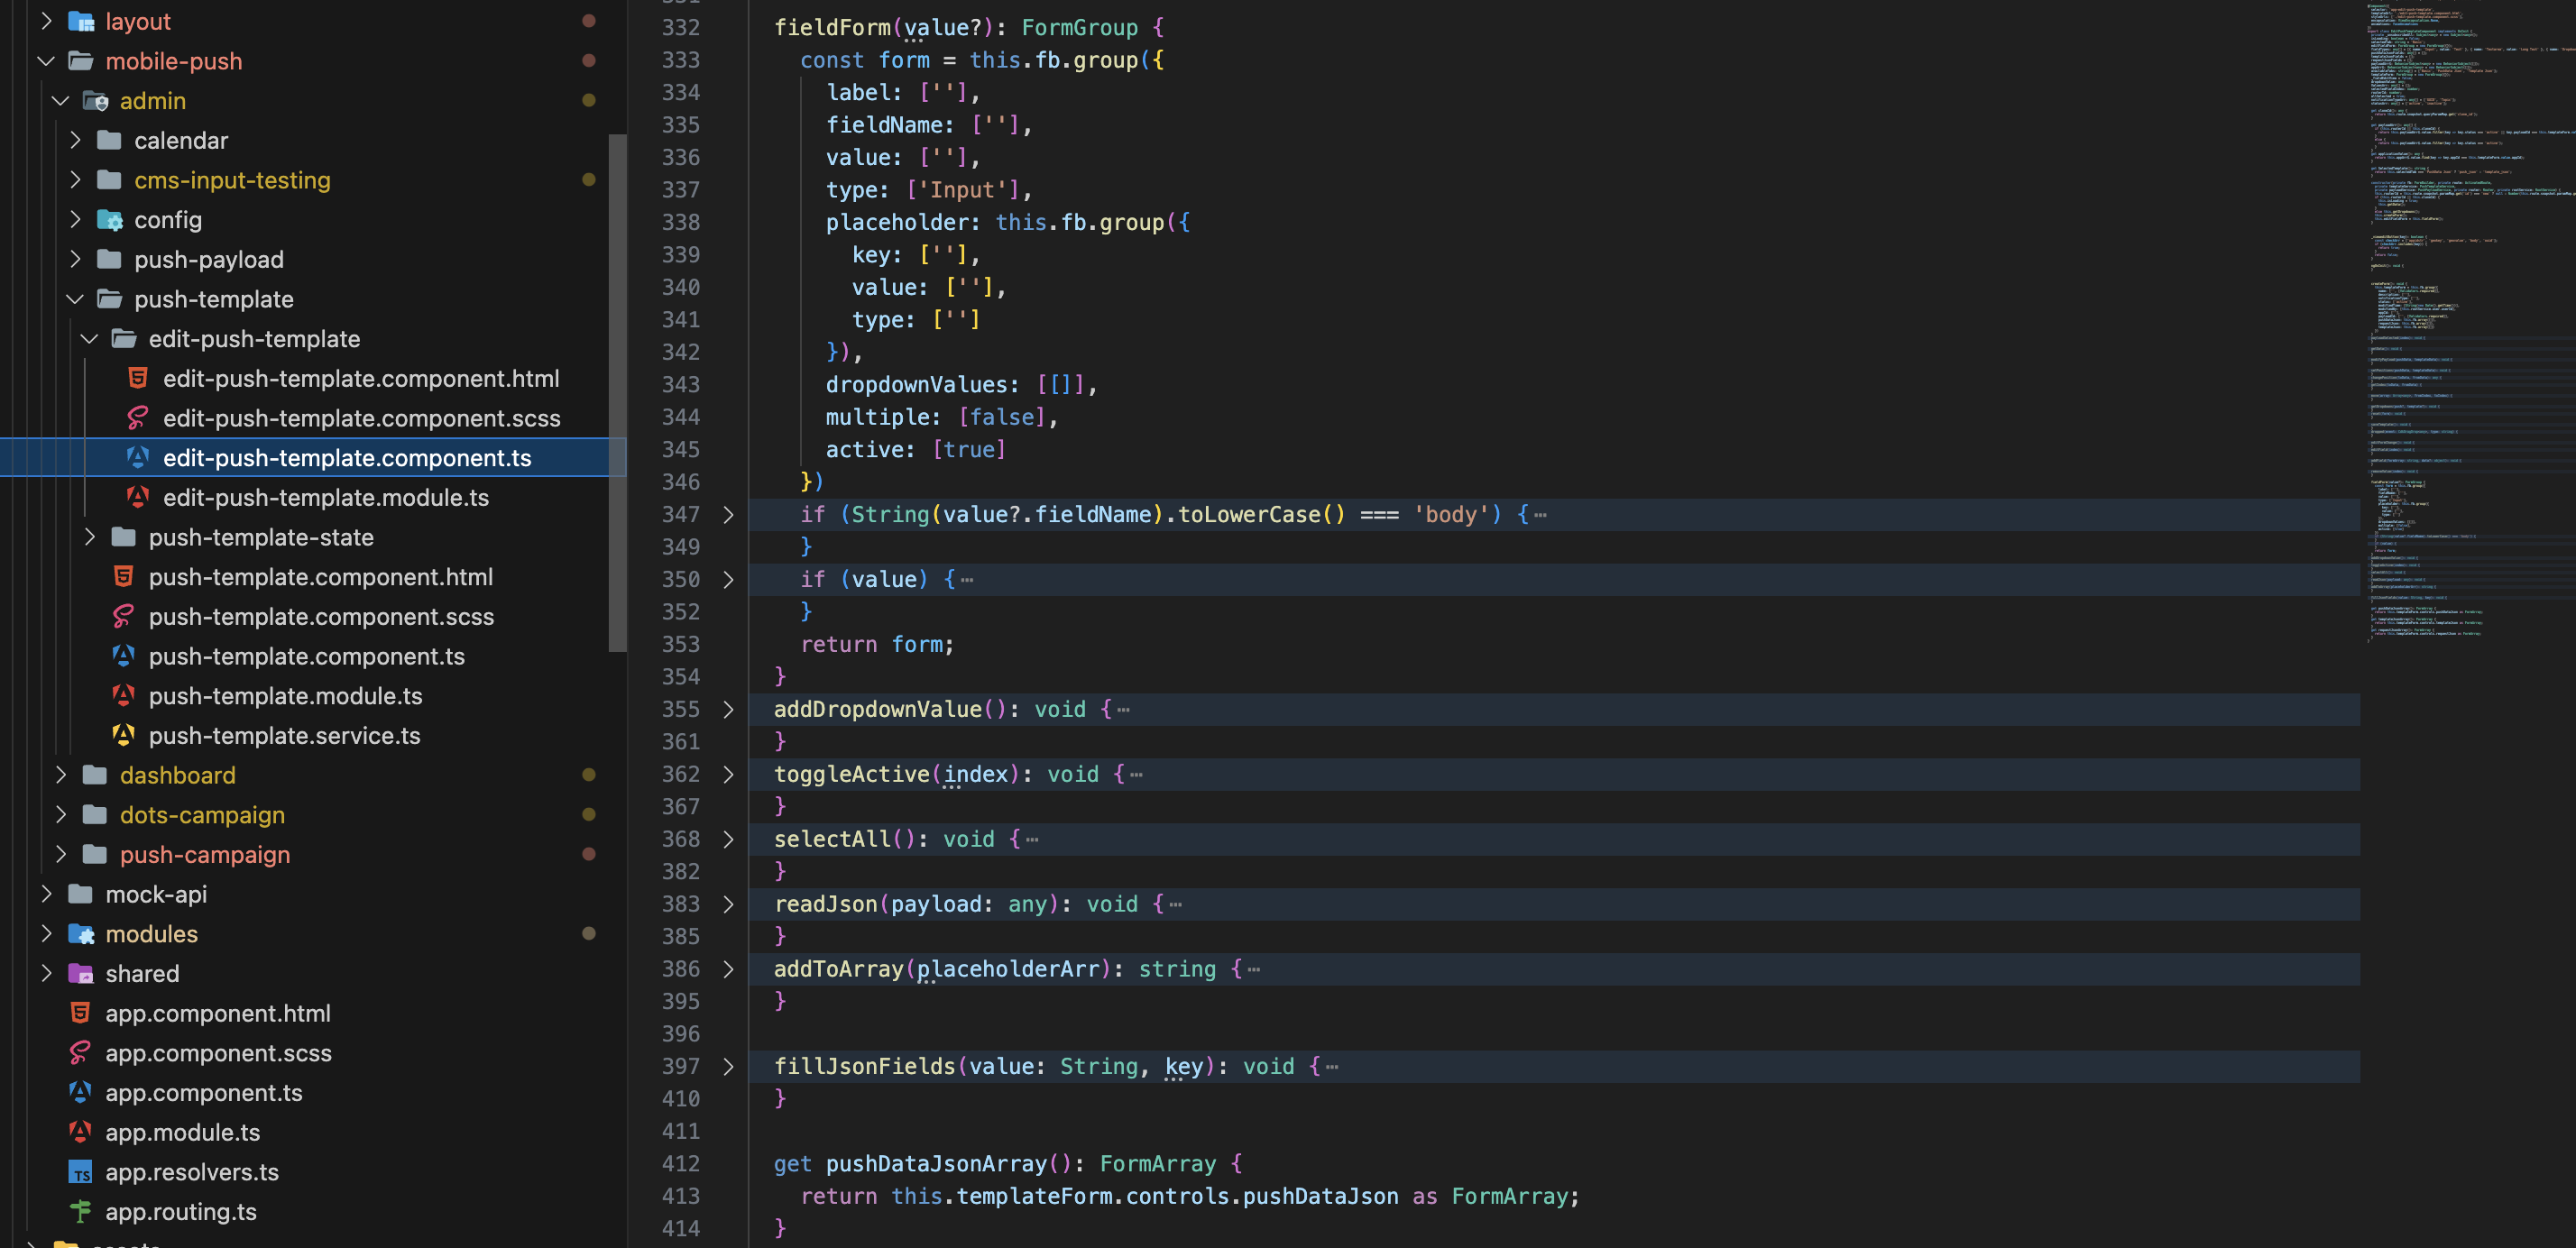 layout
mobile-push
admin
calendar
cms-input-testing
config
push-payload
push-template
edit-push-template
edit-push-template.component.html
edit-push-template.component.scss
edit-push-template.component.ts
edit-push-template.module.ts
push-template-state
push-template.component.html
push-template.component.scss
push-template.component.ts
push-template.module.ts
push-template.service.ts
dashboard
dots-campaign
push-campaign
mock-api
modules
shared
app.component.html
app.component.scss
app.component.ts
app.module.ts
app.resolvers.ts
app.routing.ts
332 fieldForm(value?): FormGroup {
333 const form = this.fb.group({
334 label: [''],
335 fieldName: [''],
336 value: [''],
337 type: ['Input'],
338 placeholder: this.fb.group({
339 key: [''],
340 value: [''],
341 type: ['']
342 }),
343 dropdownValues: [[]],
344 multiple: [false],
345 active: [true]
346 })
347 if (String(value?.fieldName).toLowerCase() === 'body') {⋯
349 }
350 if (value) {⋯
352 }
353 return form;
354 }
355 addDropdownValue(): void {⋯
361 }
362 toggleActive(index): void {⋯
367 }
368 selectAll(): void {⋯
382 }
383 readJson(payload: any): void {⋯
385 }
386 addToArray(placeholderArr): string {⋯
395 }
396
397 fillJsonFields(value: String, key): void {⋯
410 }
411
412 get pushDataJsonArray(): FormArray {
413 return this.templateForm.controls.pushDataJson as FormArray;
414 }